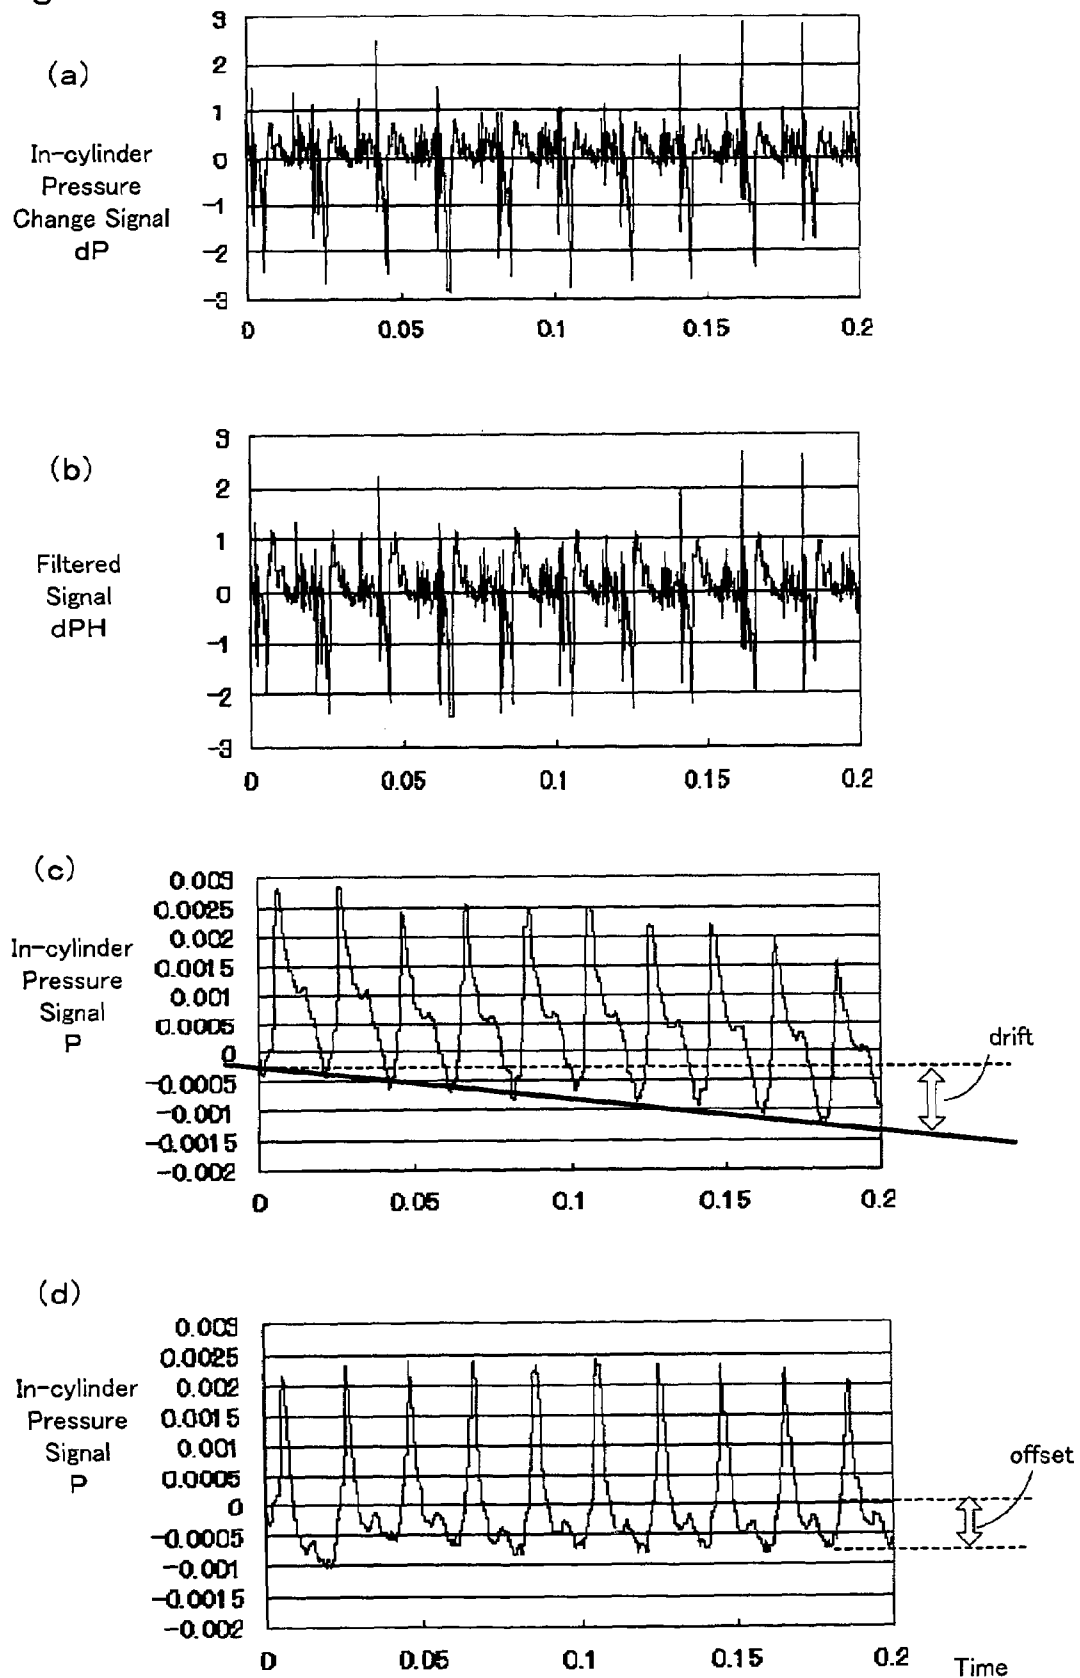 (a)
In-cylinder
Pressure
Change Signal
dP
3
2
1
0
-1
-2
-3
0 0.05 0.1 0.15 0.2
(b)
Filtered
Signal
dPH
3
2
1
0
-1
-2
-3
0 0.05 0.1 0.15 0.2
(c)
In-cylinder
Pressure
Signal
P
0.003
0.0025
0.002
0.0015
0.001
0.0005
0
-0.0005
-0.001
-0.0015
-0.002
drift
0 0.05 0.1 0.15 0.2
(d)
In-cylinder
Pressure
Signal
P
0.003
0.0025
0.002
0.0015
0.001
0.0005
0
-0.0005
-0.001
-0.0015
-0.002
offset
0 0.05 0.1 0.15 0.2
Time